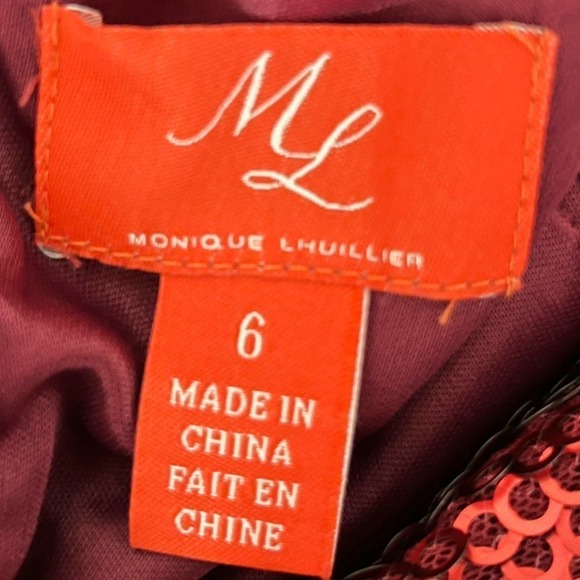 ML
MONIQUE LHUILLIER
6
MADE IN
CHINA
FAIT EN
CHINE